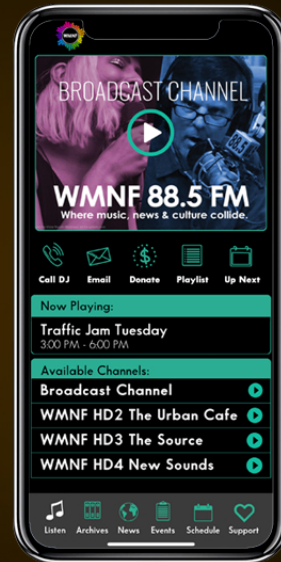 WMNF
BROADCAST CHANNEL
WMNF 88.5 FM
Where music, news & culture collide.
Call DJ
Email
Donate
Playlist
Up Next
Now Playing:
Traffic Jam Tuesday
3:00 PM - 6:00 PM
Available Channels:
Broadcast Channel
WMNF HD2 The Urban Cafe
WMNF HD3 The Source
WMNF HD4 New Sounds
Listen
Archives
News
Events
Schedule
Support